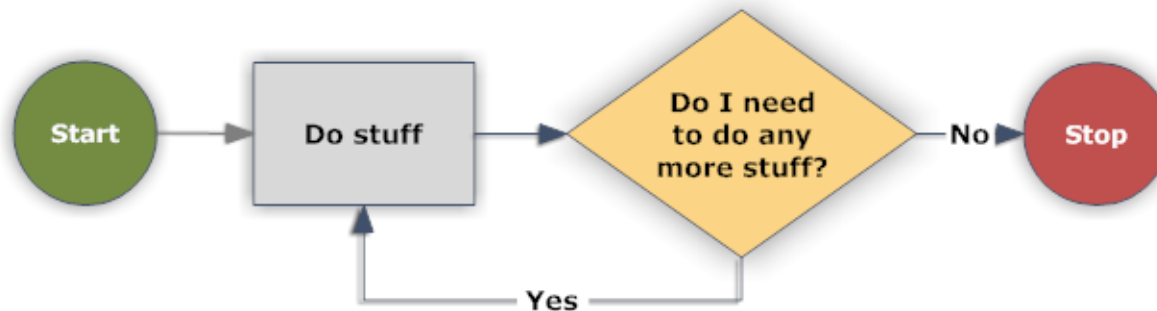 Start
Do stuff
Do I need
to do any
more stuff?
No
Stop
Yes